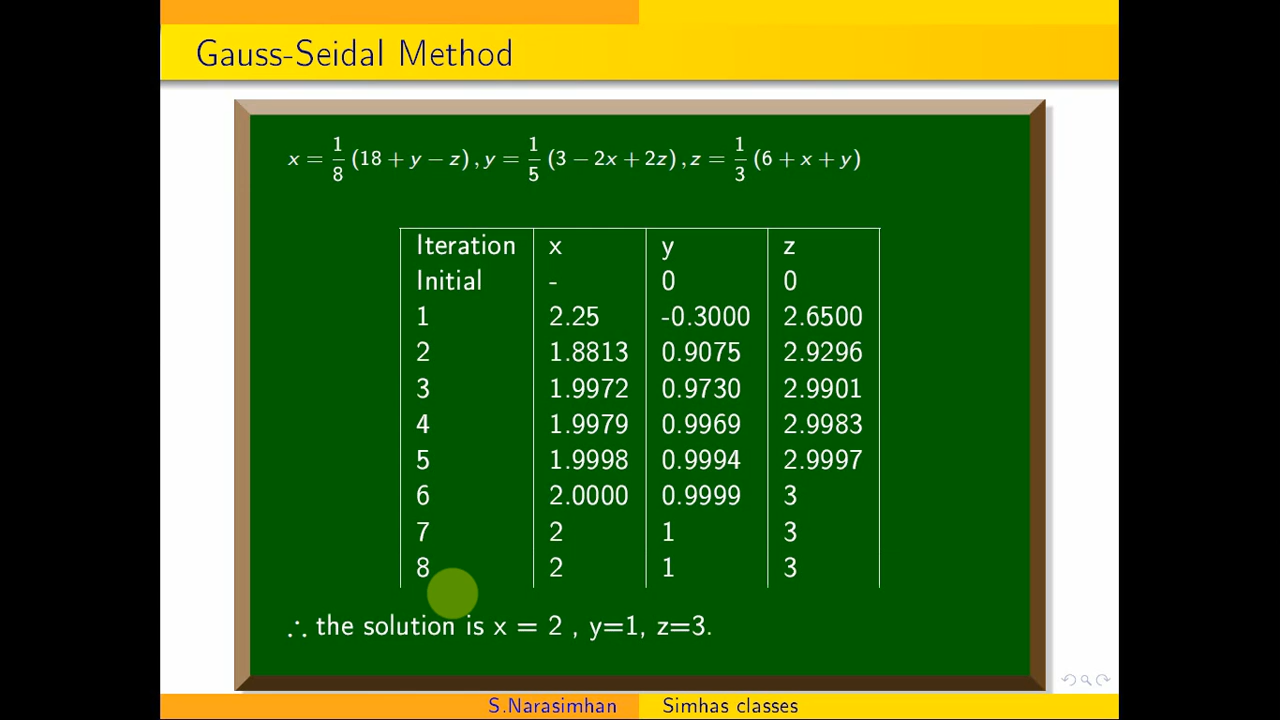 Gauss-Seidal Method
x = 1/8 (18 + y − z) , y = 1/5 (3 − 2x + 2z) , z = 1/3 (6 + x + y)
Iteration x y z
Initial - 0 0
1 2.25 -0.3000 2.6500
2 1.8813 0.9075 2.9296
3 1.9972 0.9730 2.9901
4 1.9979 0.9969 2.9983
5 1.9998 0.9994 2.9997
6 2.0000 0.9999 3
7 2 1 3
8 2 1 3
∴ the solution is x = 2 , y=1, z=3.
S.Narasimhan Simhas classes